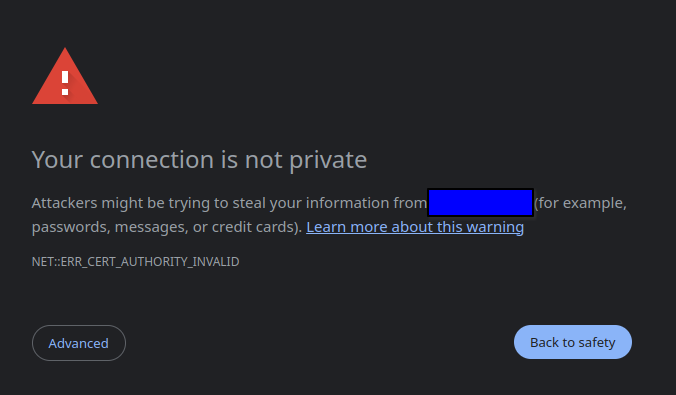 Your connection is not private
Attackers might be trying to steal your information from (for example,
passwords, messages, or credit cards). Learn more about this warning
NET::ERR_CERT_AUTHORITY_INVALID
Advanced
Back to safety